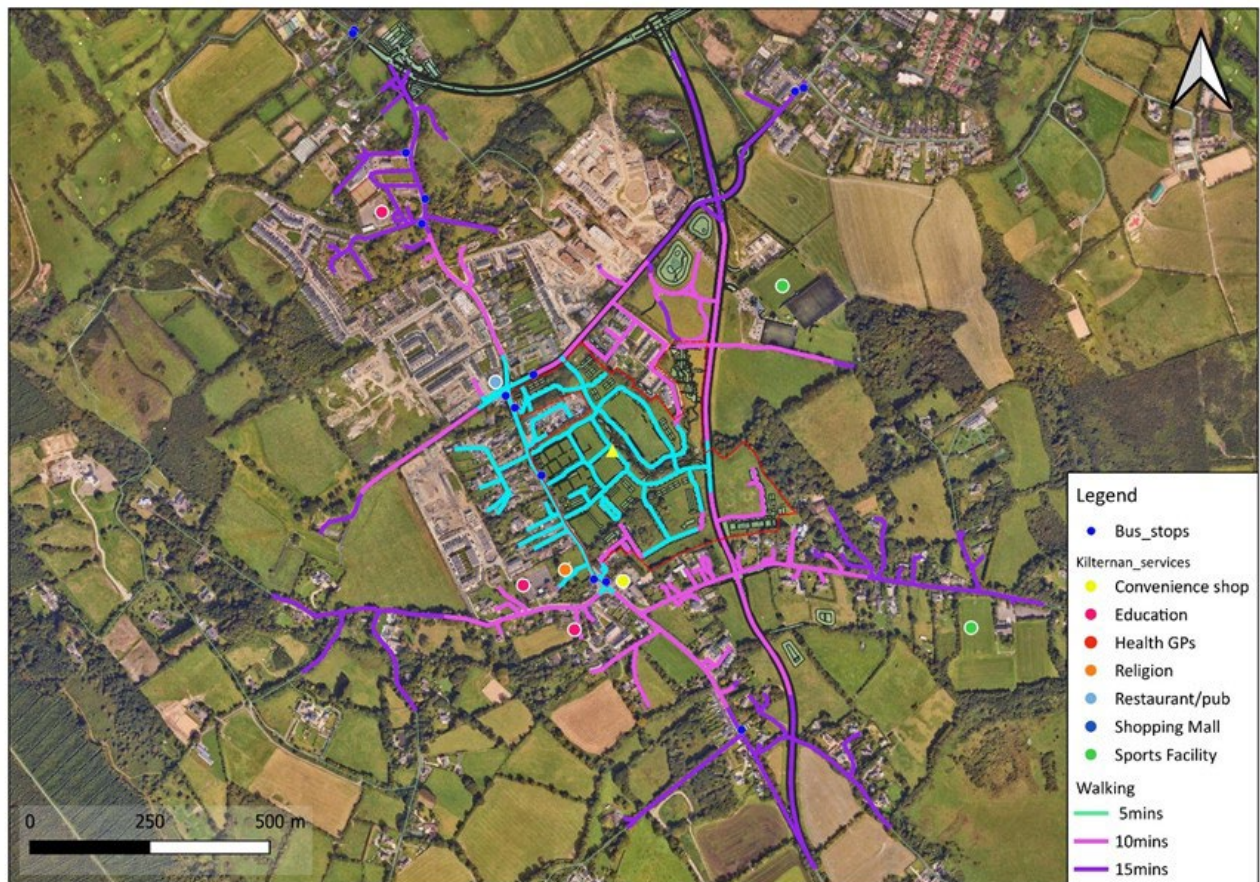 Legend
Bus_stops
Kilternan_services
Convenience shop
Education
Health GPs
Religion
Restaurant/pub
Shopping Mall
Sports Facility
Walking
5mins
10mins
15mins
0 250 500 m